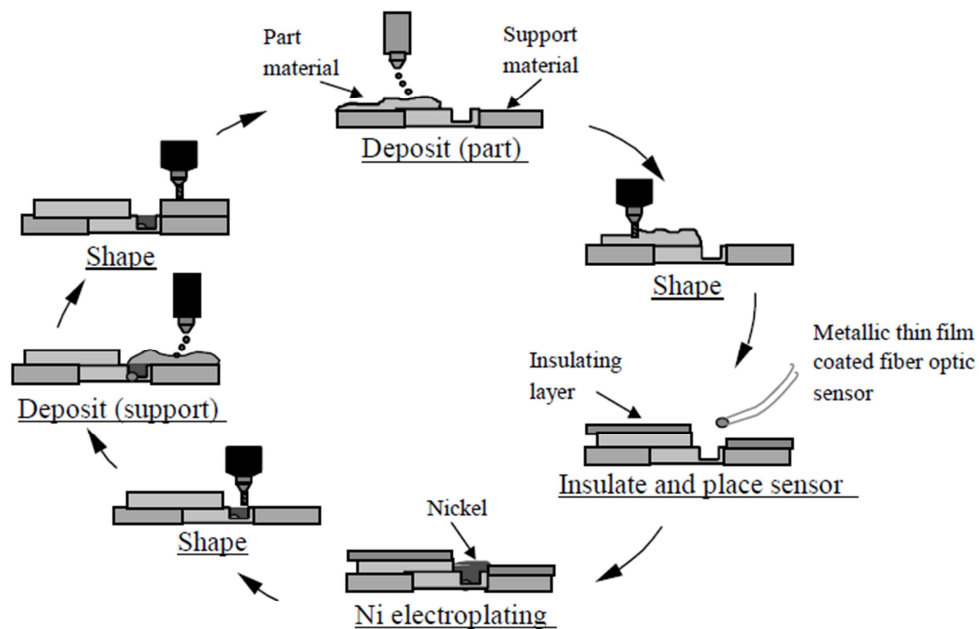 Part
material
Support
material
Deposit (part)
Shape
Shape
Metallic thin film
coated fiber optic
sensor
Insulating
layer
Deposit (support)
Insulate and place sensor
Nickel
Shape
Ni electroplating